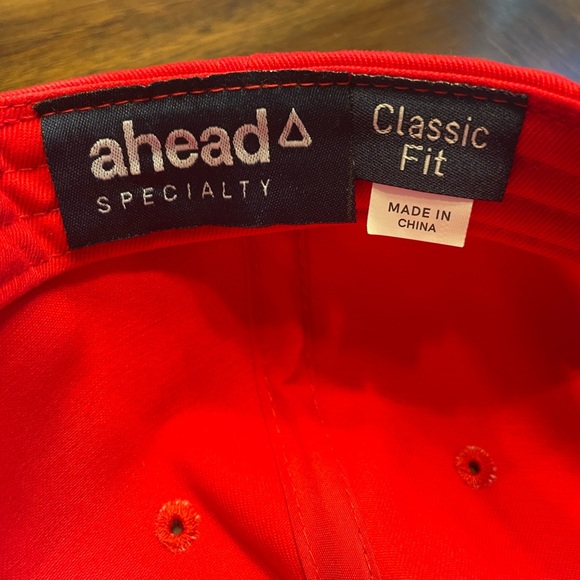 ahead
SPECIALTY
Classic
Fit
MADE IN
CHINA